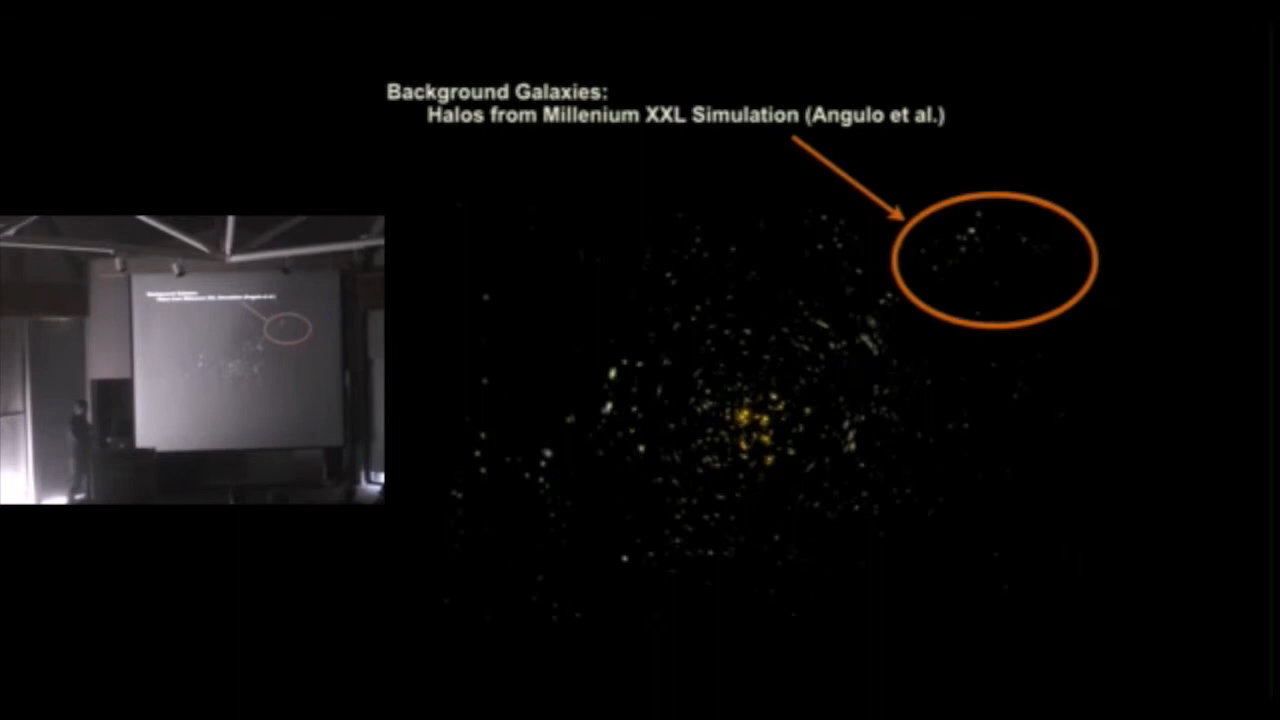 Background Galaxies:
Halos from Millenium XXL Simulation (Angulo et al.)